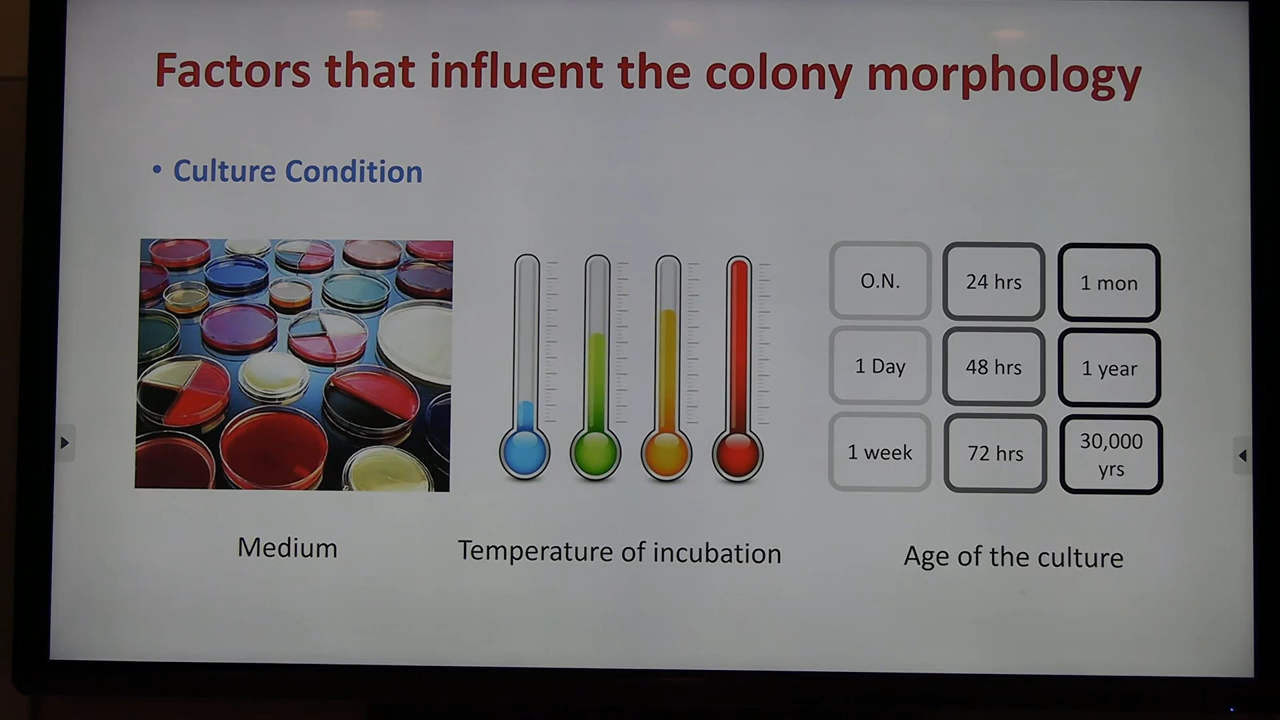 Factors that influent the colony morphology
• Culture Condition
O.N.
24 hrs
1 mon
1 Day
48 hrs
1 year
1 week
72 hrs
30,000
yrs
Medium
Temperature of incubation
Age of the culture